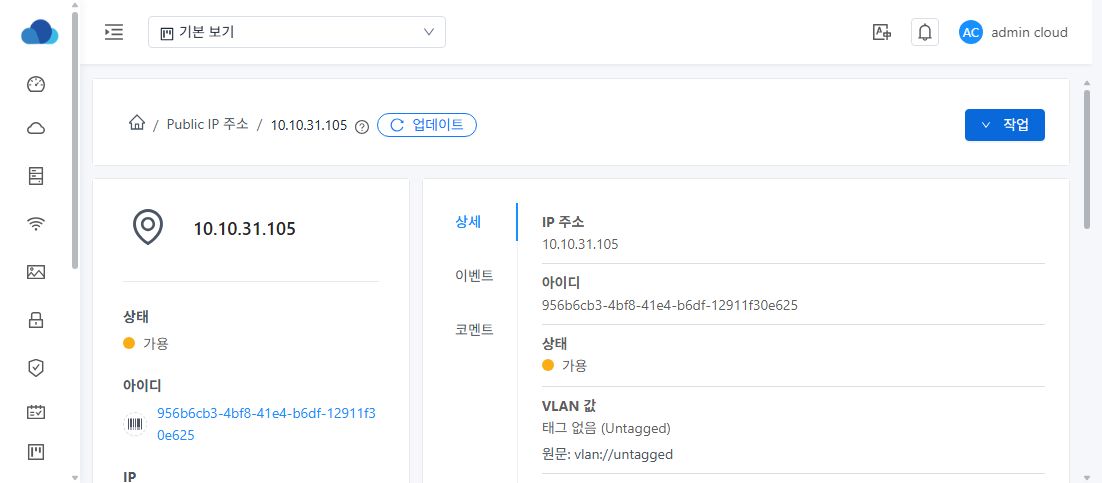 기본 보기
AC admin cloud
/ Public IP 주소 / 10.10.31.105 업데이트
작업
10.10.31.105
상태
가용
아이디
956b6cb3-4bf8-41e4-b6df-12911f3
0e625
IP
상세
이벤트
코멘트
IP 주소
10.10.31.105
아이디
956b6cb3-4bf8-41e4-b6df-12911f30e625
상태
가용
VLAN 값
태그 없음 (Untagged)
원문: vlan://untagged